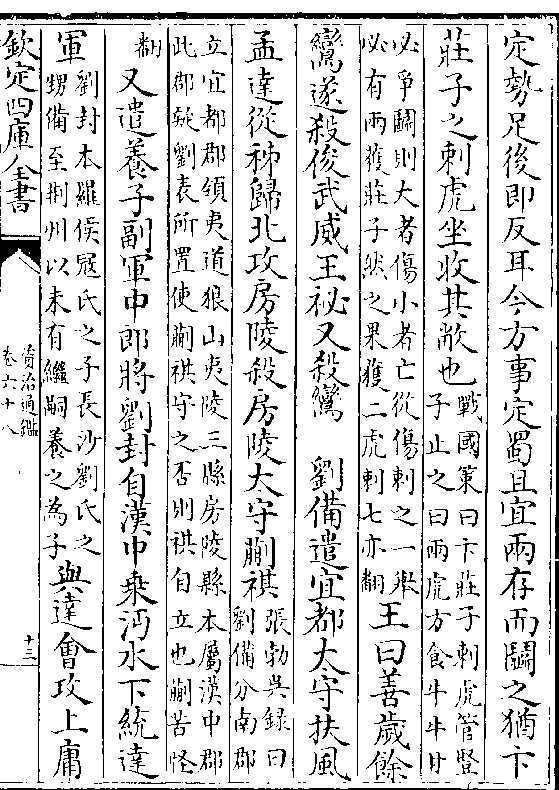 定勢足後即反耳今方事定蜀且宜兩存而鬭之猶卞
莊子之刺虎坐收其敝也
戰國策曰卞莊子刺虎管竪
子止之曰兩虎方食牛牛甘
必爭鬭則大者傷小者亡從傷刺之一舉
必有兩獲莊子然之果獲二虎刺七亦翻
王曰善歲餘
鸞遂殺俊武威王祕又殺鸞　劉備遣宜都太守扶風
孟達從秭歸北攻房陵殺房陵太守蒯祺
張勃吳録曰
劉備分南郡
立宜都郡領夷道狼山夷陵三縣房陵縣本屬漢中郡
此郡疑劉表所置使蒯祺守之否則祺自立也蒯苦怪
翻
又遣養子副軍中郎將劉封自漢中乗沔水下統達
軍
劉封本羅侯冦氏之子長沙劉氏之
甥備至荆州以未有繼嗣養之為子
與達會攻上庸
欽定四庫全書
資治通鑑
卷六十八
十三